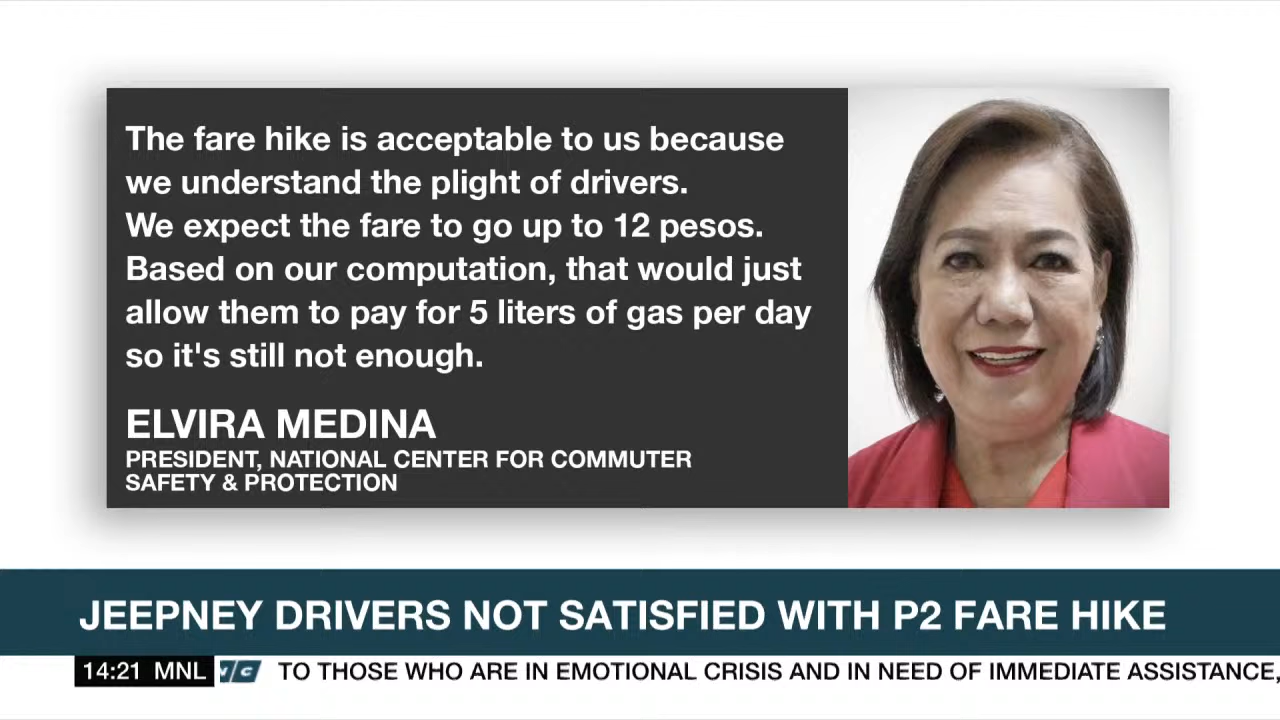 The fare hike is acceptable to us because
we understand the plight of drivers.
We expect the fare to go up to 12 pesos.
Based on our computation, that would just
allow them to pay for 5 liters of gas per day
so it's still not enough.
ELVIRA MEDINA
PRESIDENT, NATIONAL CENTER FOR COMMUTER
SAFETY & PROTECTION
JEEPNEY DRIVERS NOT SATISFIED WITH P2 FARE HIKE
14:21 MNL TO THOSE WHO ARE IN EMOTIONAL CRISIS AND IN NEED OF IMMEDIATE ASSISTANCE,